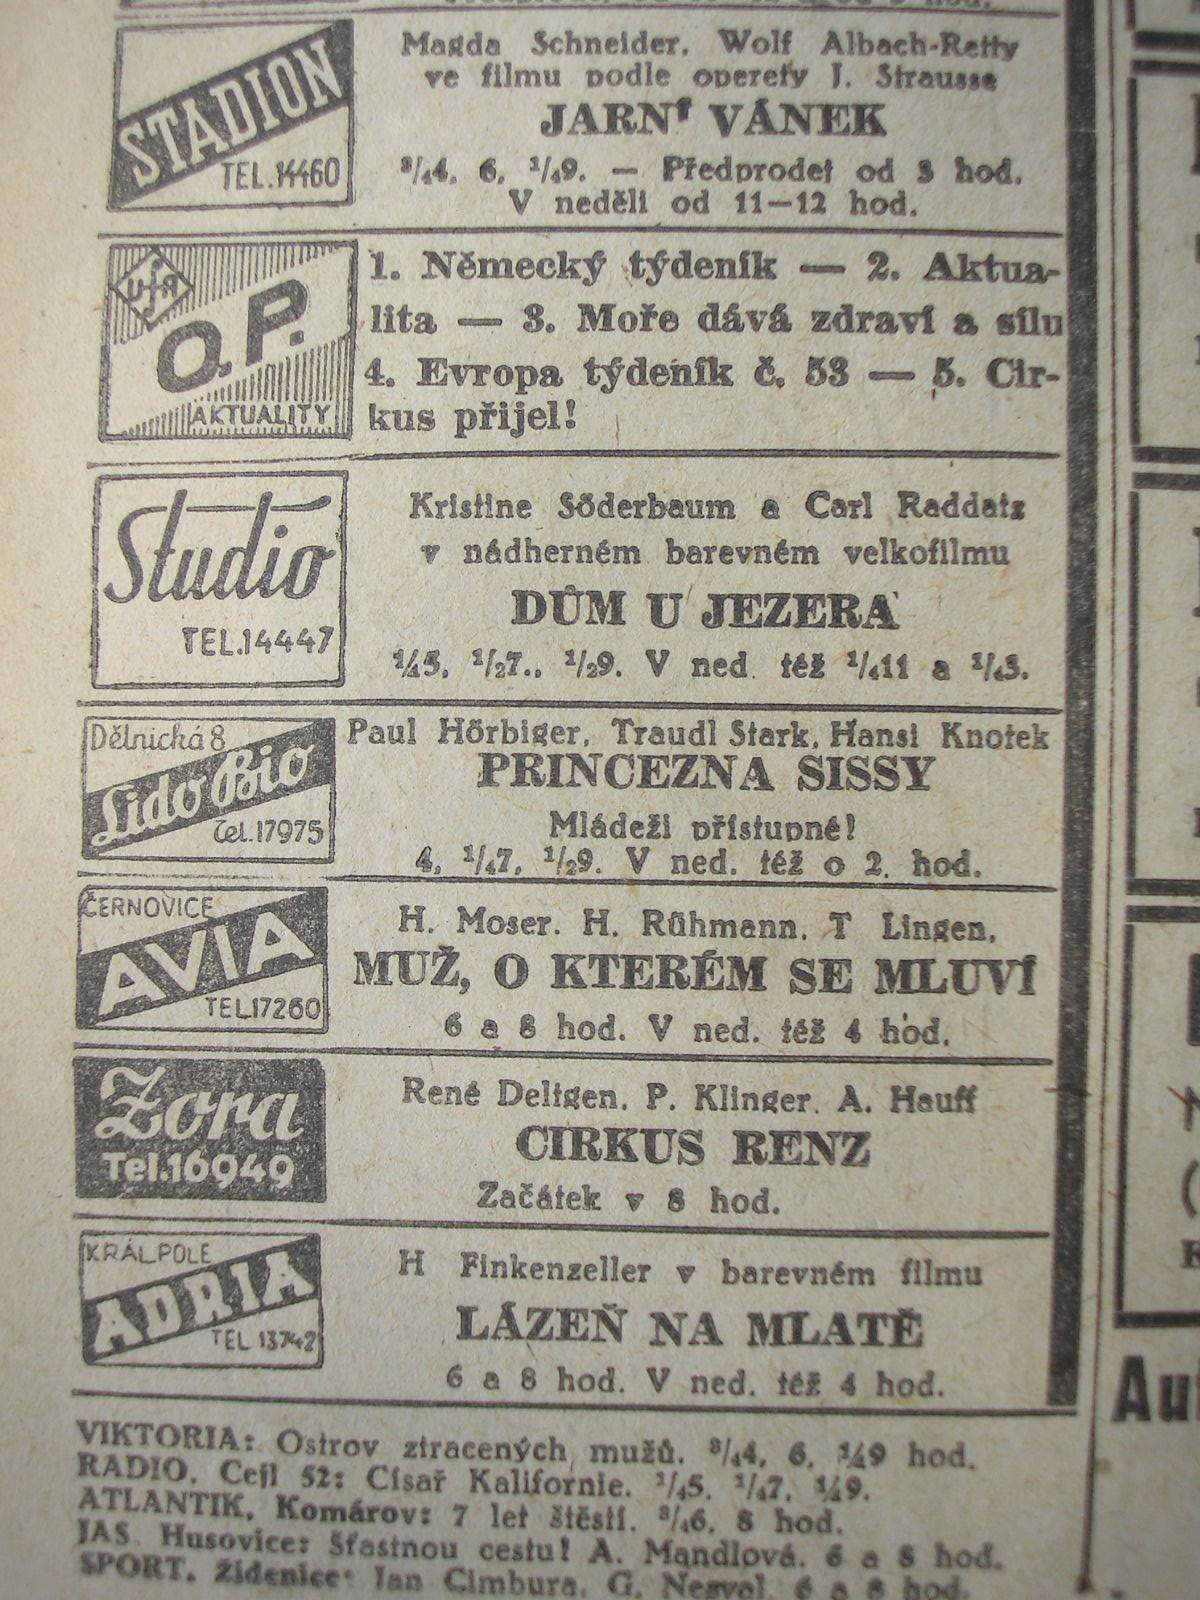 STADION
TEL. 14460
Magda Schneider, Wolf Albach-Retty
ve filmu podle operety J. Strausse
JARNÍ VÁNEK
3/44, 6, 1/49. — Předprodej od 3 hod.
V neděli od 11—12 hod.
UFA
O.P.
AKTUALITY
1. Německý týdeník — 2. Aktua-
lita — 3. Moře dává zdraví a sílu
4. Evropa týdeník č. 53 — 5. Cir-
kus přijel!
Studio
TEL. 14447
Kristine Söderbaum a Carl Raddatz
v nádherném barevném velkofilmu
DŮM U JEZERA
1/45, 1/27., 1/29. V ned. též 1/411 a 1/43.
Dělnická 8
Lido Bio
Tel. 17975
Paul Hörbiger, Traudl Stark, Hansi Knotek
PRINCEZNA SISSY
Mládeži přístupné!
4, 1/47, 1/29. V ned. též o 2. hod.
ČERNOVICE
AVIA
TEL. 17260
H. Moser, H. Rühmann, T Lingen,
MUŽ, O KTERÉM SE MLUVÍ
6 a 8 hod. V ned. též 4 hod.
Zora
Tel. 16949
René Deltgen, P. Klinger, A. Hauff
CIRKUS RENZ
Začátek v 8 hod.
KRÁL. POLE
ADRIA
TEL 13742
H Finkenzeller v barevném filmu
LÁZEŇ NA MLATĚ
6 a 8 hod. V ned. též 4 hod.
VIKTORIA: Ostrov ztracených mužů. 3/44, 6, 1/49 hod.
RADIO, Cejl 52: Císař Kalifornie. 1/45, 1/47, 1/49.
ATLANTIK, Komárov: 7 let štěstí. 3/46, 8 hod.
JAS, Husovice: Šťastnou cestu! A. Mandlová. 6 a 8 hod.
SPORT, Židenice: Jan Cimbura. G. Nezval. 6 a 8 hod.
Au